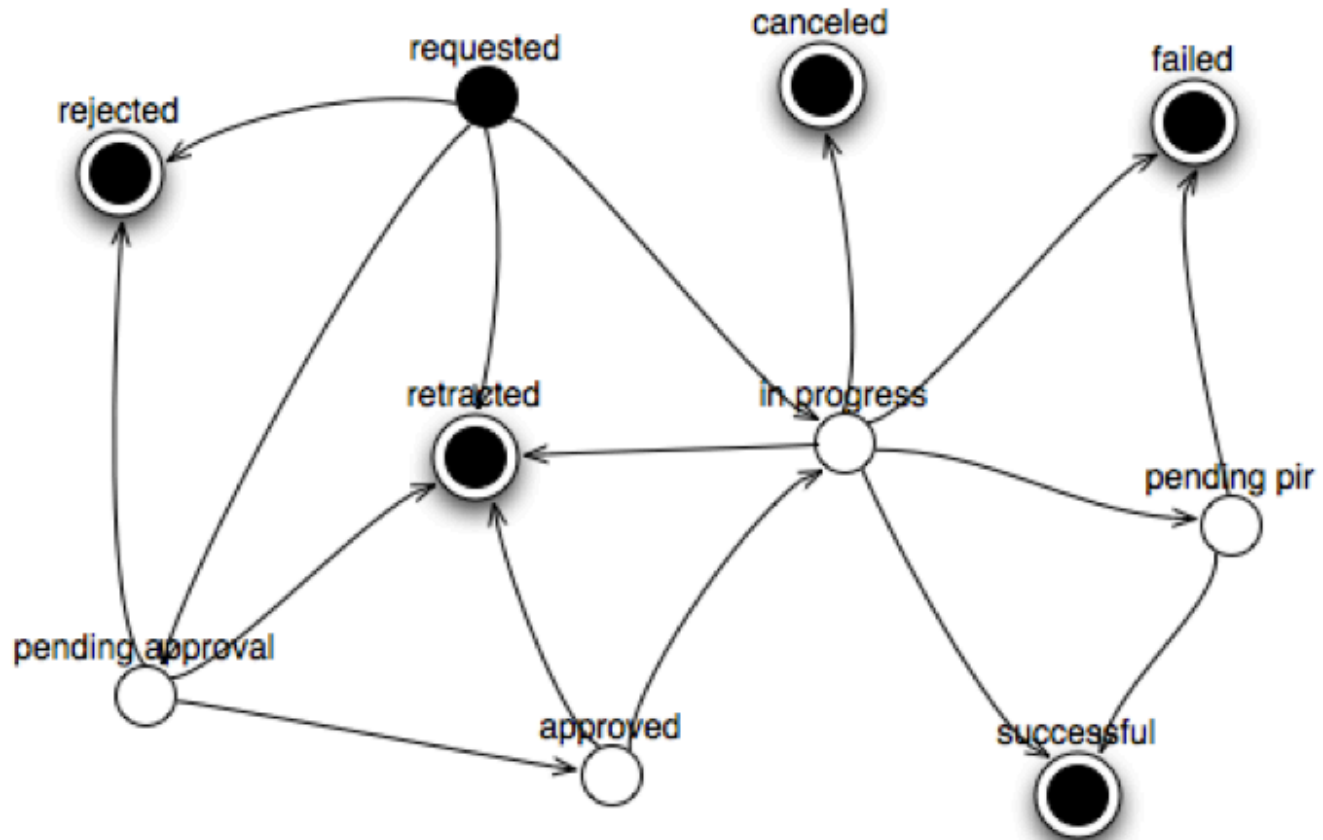 canceled
requested
failed
rejected
retracted
in progress
pending pir
pending approval
approved
successful